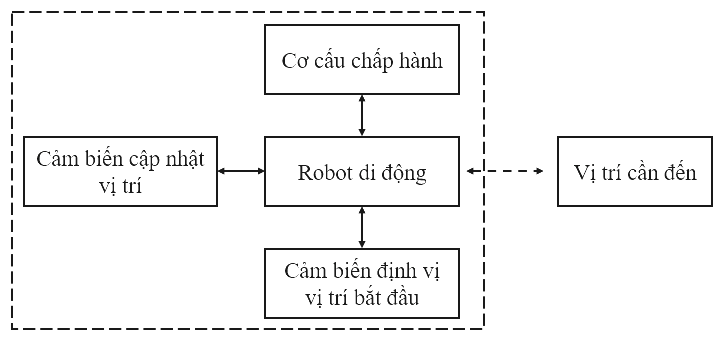 Cơ cấu chấp hành
Cảm biến cập nhật
vị trí
Robot di động
Vị trí cần đến
Cảm biến định vị
vị trí bắt đầu